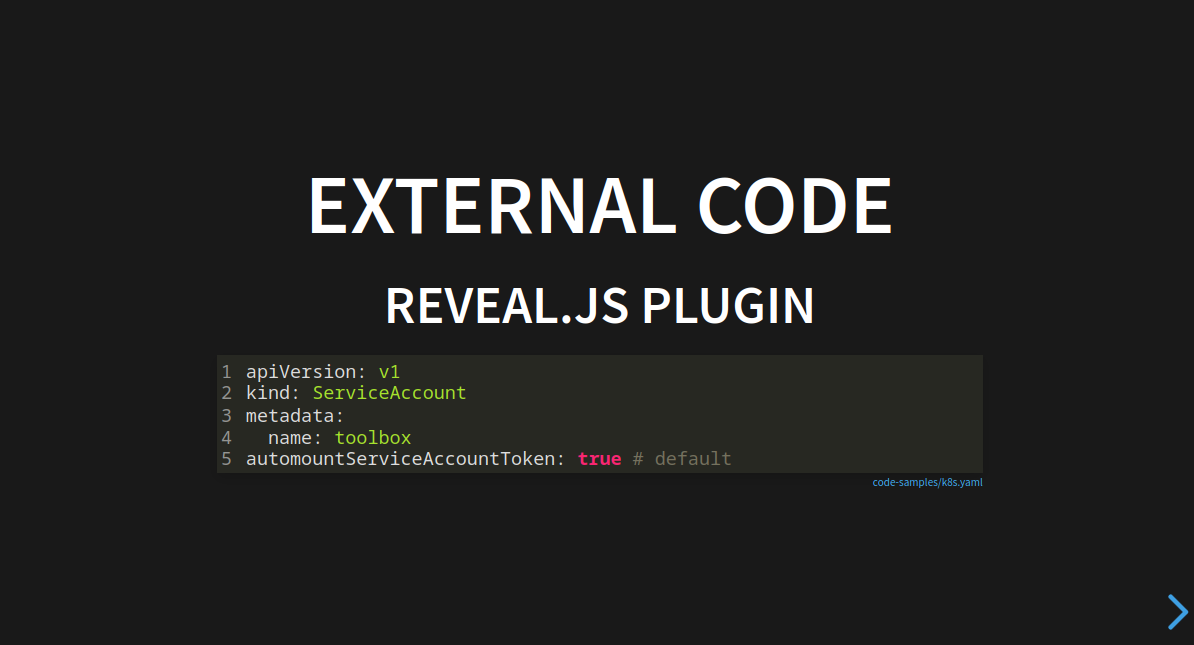 EXTERNAL CODE
REVEAL.JS PLUGIN
1 apiVersion: v1
2 kind: ServiceAccount
3 metadata:
4   name: toolbox
5 automountServiceAccountToken: true # default
code-samples/k8s.yaml